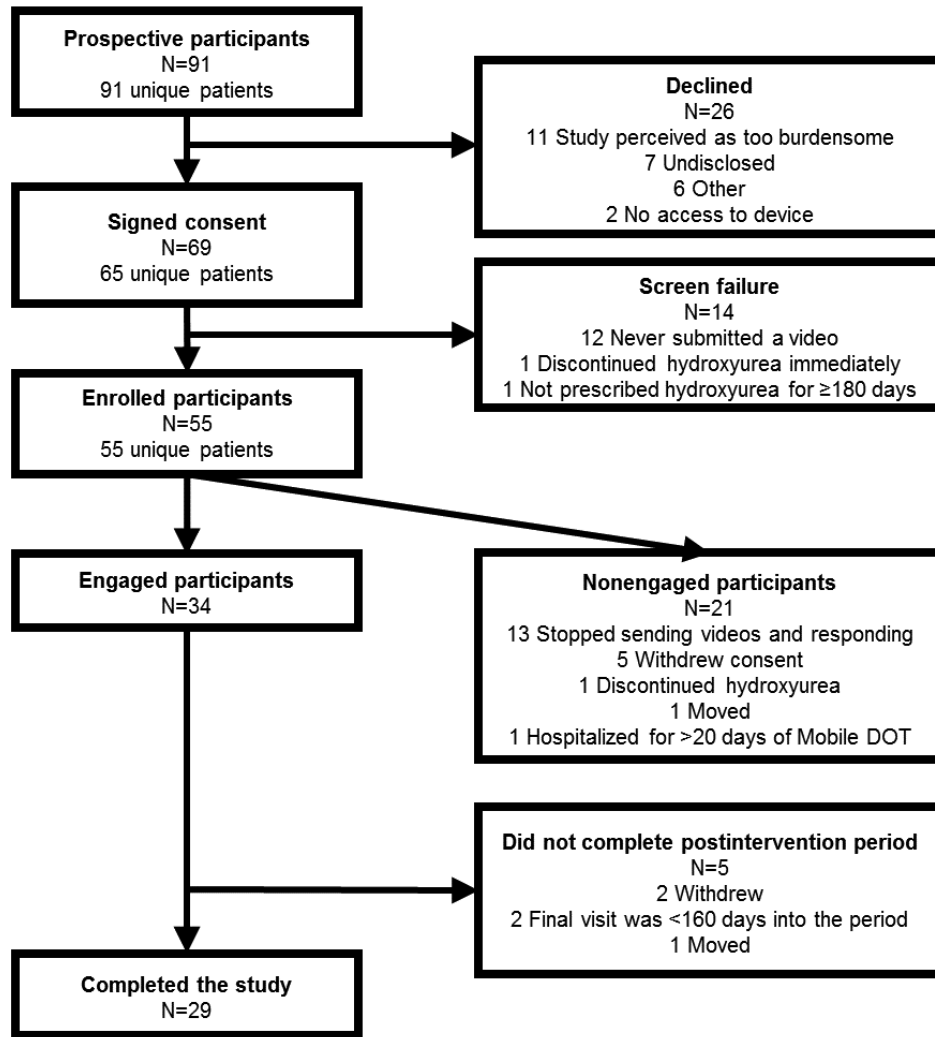 Prospective participants
N=91
91 unique patients
Declined
N=26
11 Study perceived as too burdensome
7 Undisclosed
6 Other
2 No access to device
Signed consent
N=69
65 unique patients
Screen failure
N=14
12 Never submitted a video
1 Discontinued hydroxyurea immediately
1 Not prescribed hydroxyurea for ≥180 days
Enrolled participants
N=55
55 unique patients
Engaged participants
N=34
Nonengaged participants
N=21
13 Stopped sending videos and responding
5 Withdrew consent
1 Discontinued hydroxyurea
1 Moved
1 Hospitalized for >20 days of Mobile DOT
Did not complete postintervention period
N=5
2 Withdrew
2 Final visit was <160 days into the period
1 Moved
Completed the study
N=29